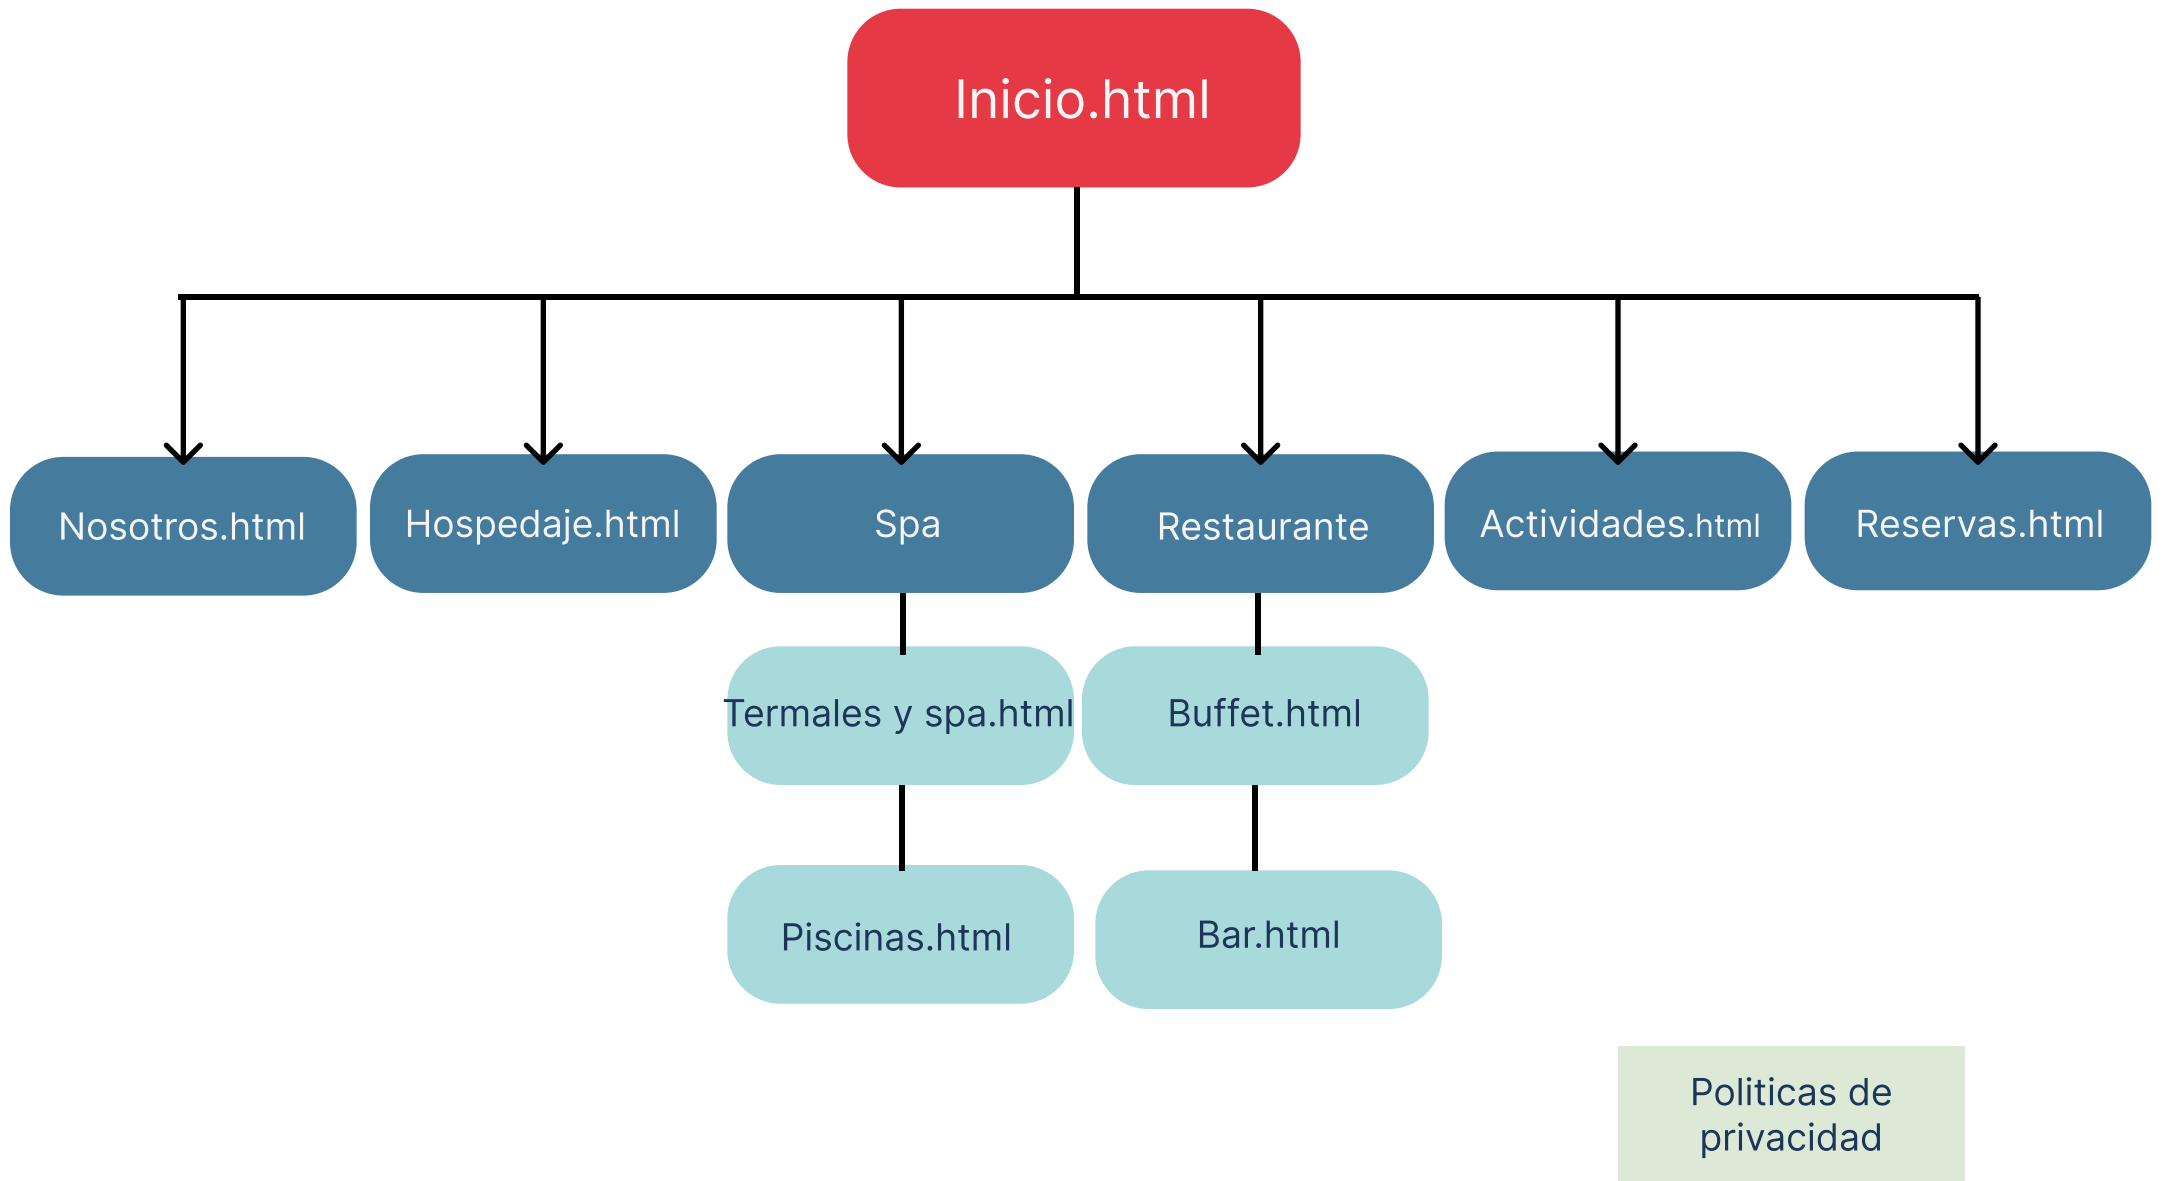 Inicio.html
Nosotros.html
Hospedaje.html
Spa
Restaurante
Actividades.html
Reservas.html
Termales y spa.html
Buffet.html
Piscinas.html
Bar.html
Politicas de
privacidad